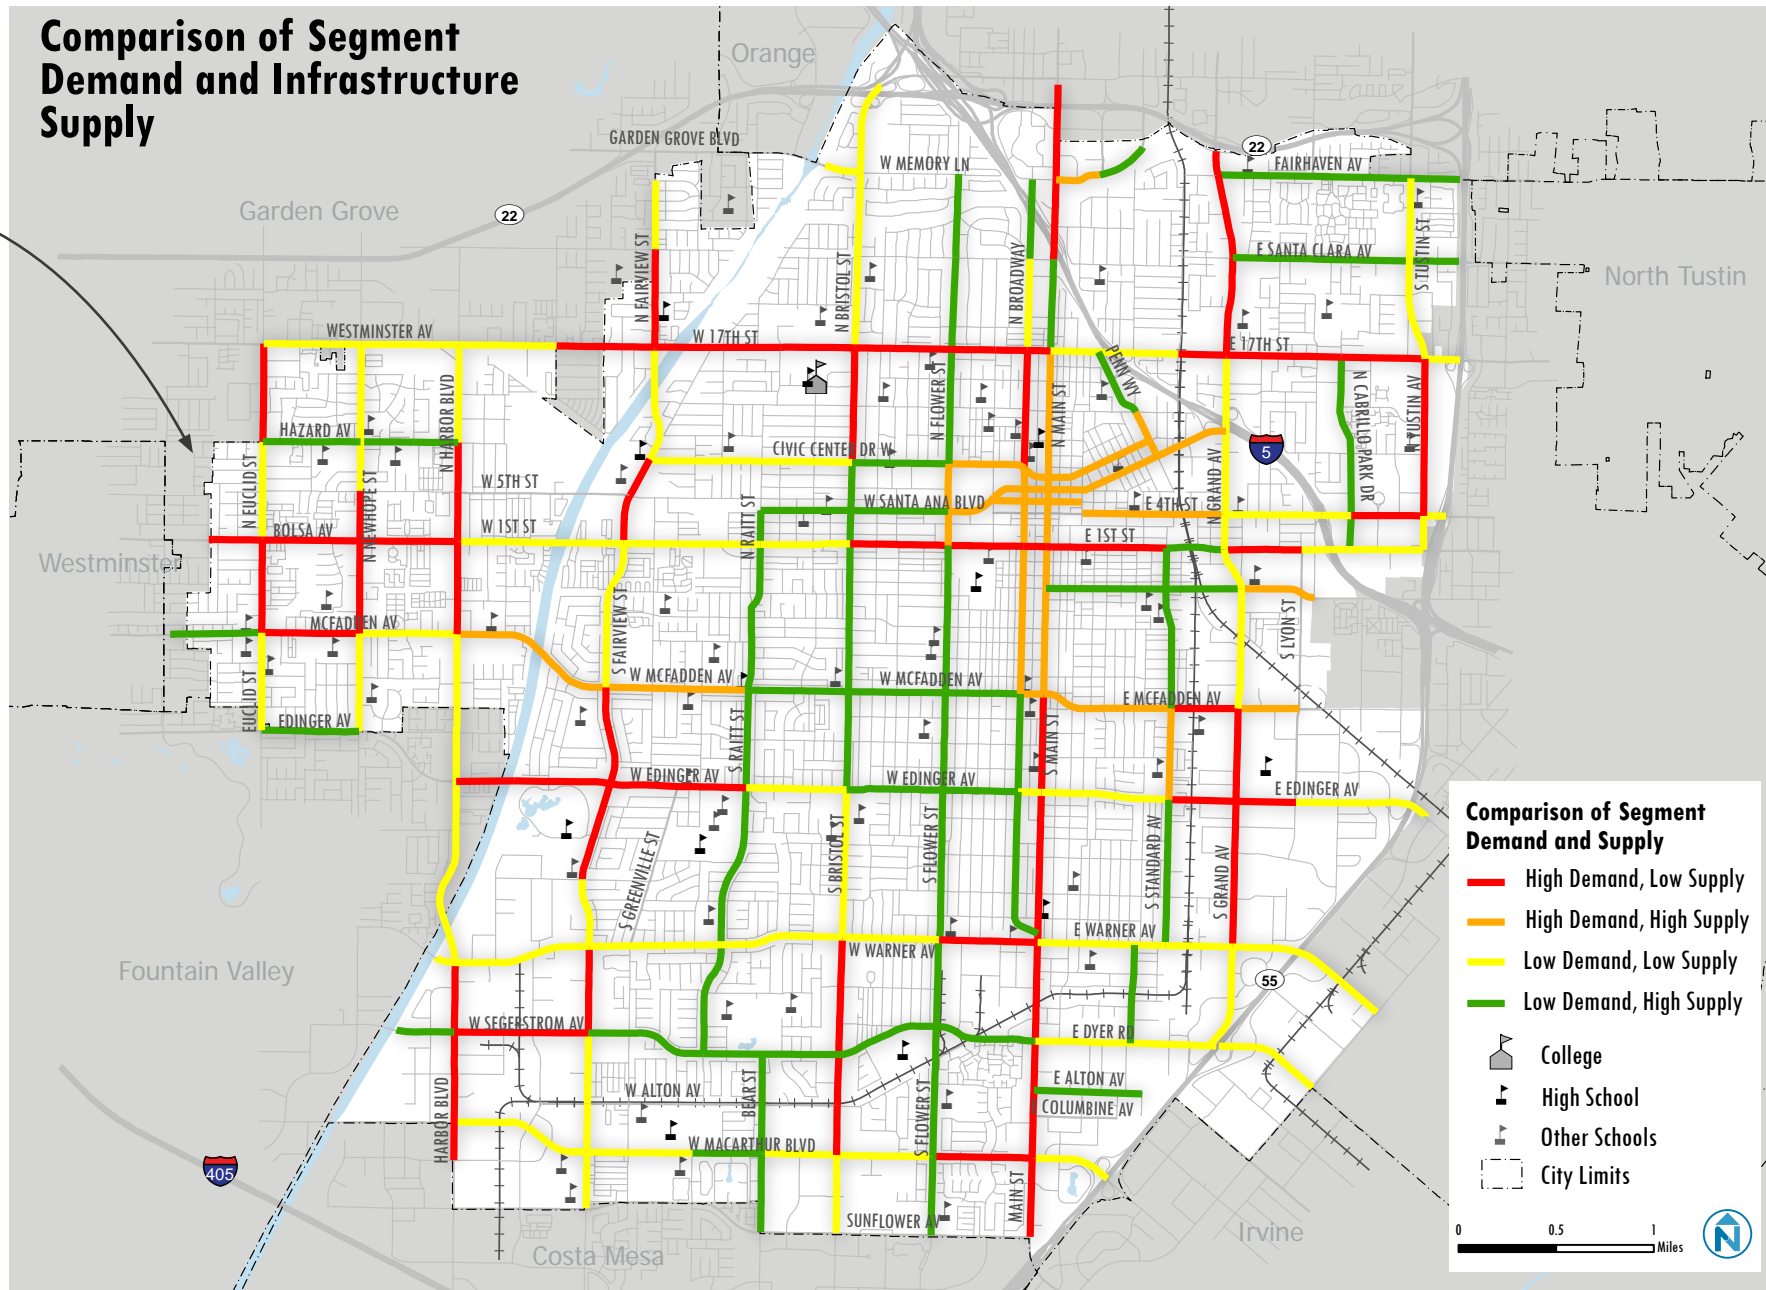 Comparison of Segment
Demand and Infrastructure
Supply
Orange
GARDEN GROVE BLVD
W MEMORY LN
22
FAIRHAVEN AV
Garden Grove
22
N FAIRVIEW ST
N BRISTOL ST
N BROADWAY
E SANTA CLARA AV
S TUSTIN ST
North Tustin
WESTMINSTER AV
W 17TH ST
E 17TH ST
PENN WY
N HARBOR BLVD
N FLOWER ST
N MAIN ST
N CABRILLO PARK DR
N TUSTIN AV
HAZARD AV
CIVIC CENTER DR W
5
N EUCLID ST
N NEWHOPE ST
W 5TH ST
N RAITT ST
W SANTA ANA BLVD
E 4TH ST
N GRAND AV
BOLSA AV
W 1ST ST
E 1ST ST
Westminster
MCFADDEN AV
S FAIRVIEW ST
S LYON ST
W MCFADDEN AV
W MCFADDEN AV
E MCFADDEN AV
EUCLID ST
EDINGER AV
S RAITT ST
S MAIN ST
W EDINGER AV
W EDINGER AV
E EDINGER AV
S GREENVILLE ST
S BRISTOL ST
S FLOWER ST
S STANDARD AV
S GRAND AV
W WARNER AV
E WARNER AV
Fountain Valley
55
W SEGERSTROM AV
E DYER RD
HARBOR BLVD
W ALTON AV
BEAR ST
S FLOWER ST
E ALTON AV
E COLUMBINE AV
W MACARTHUR BLVD
405
MAIN ST
SUNFLOWER AV
Costa Mesa
Irvine
Comparison of Segment
Demand and Supply
High Demand, Low Supply
High Demand, High Supply
Low Demand, Low Supply
Low Demand, High Supply
College
High School
Other Schools
City Limits
0 0.5 1
Miles
N